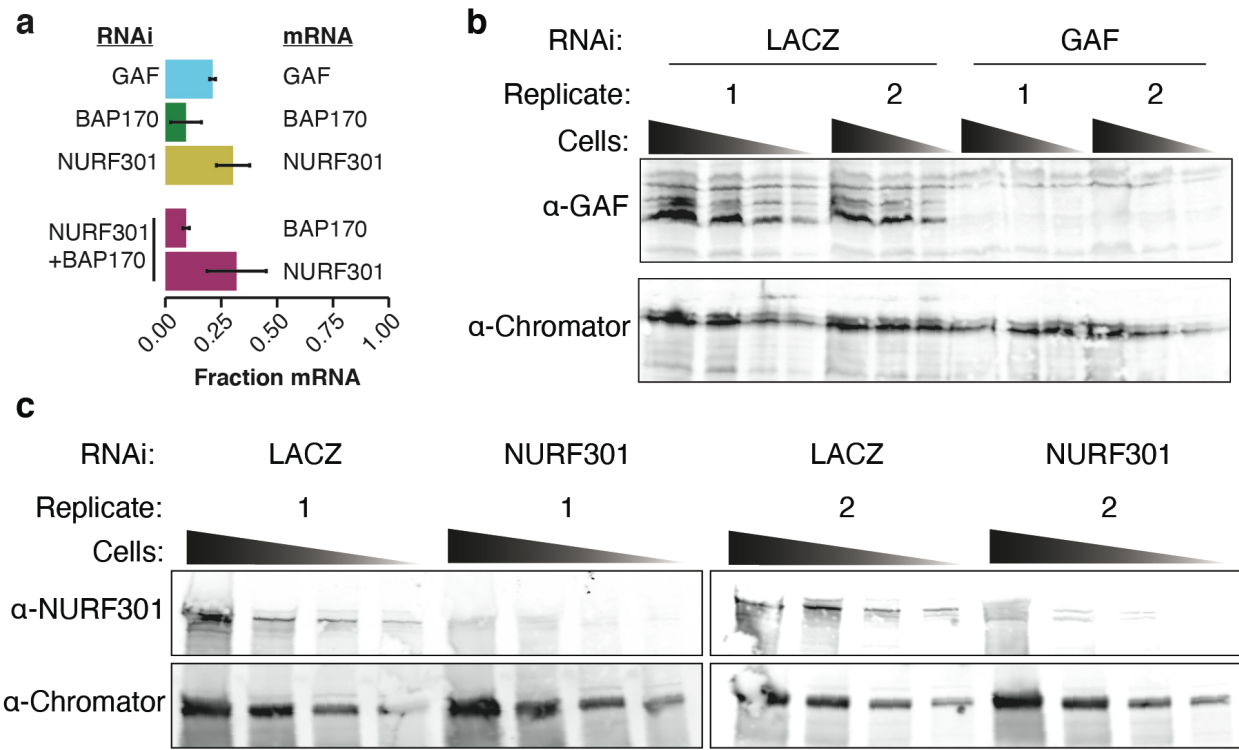 a
RNAi mRNA
GAF GAF
BAP170 BAP170
NURF301 NURF301
NURF301 +BAP170 BAP170
NURF301
0.00 0.25 0.50 0.75 1.00
Fraction mRNA
b
RNAi: LACZ GAF
Replicate: 1 2 1 2
Cells:
α-GAF
α-Chromator
c
RNAi: LACZ NURF301 LACZ NURF301
Replicate: 1 1 2 2
Cells:
α-NURF301
α-Chromator